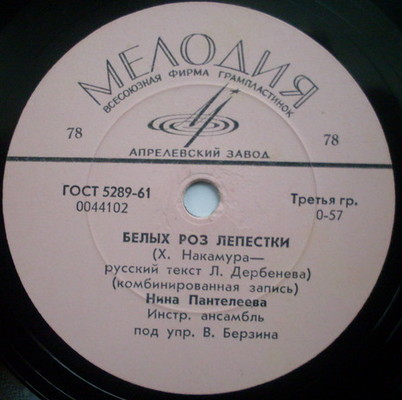 МЕЛОДИЯ
ВСЕСОЮЗНАЯ ФИРМА ГРАМПЛАСТИНОК
78 78
АПРЕЛЕВСКИЙ ЗАВОД
ГОСТ 5289-61 Третья гр.
0044102 0-57
БЕЛЫХ РОЗ ЛЕПЕСТКИ
(Х. Накамура—
русский текст Л. Дербенева)
(комбинированная запись)
Нина Пантелеева
Инстр. ансамбль
под упр. В. Берзина